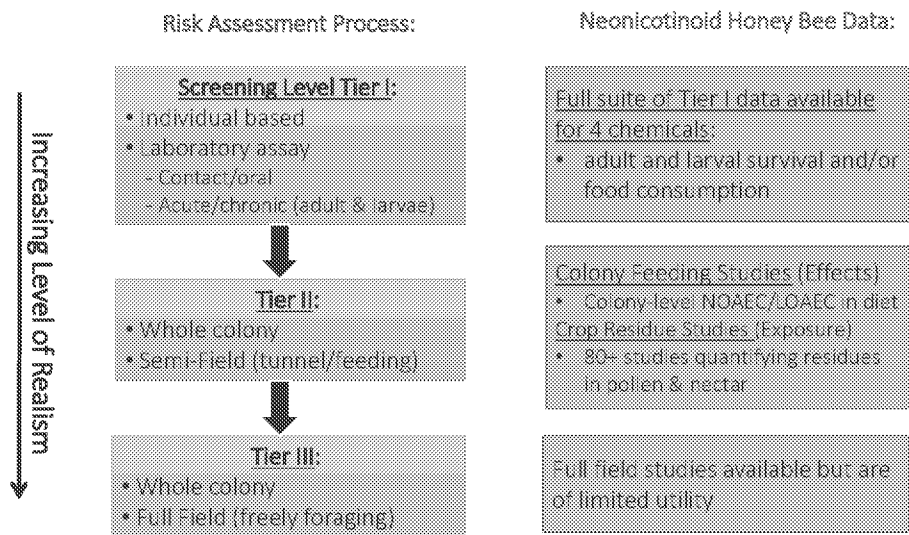 Risk Assessment Process:
Neonicotinoid Honey Bee Data:
Increasing Level of Realism
Screening Level Tier I:
• Individual based
• Laboratory assay
- Contact/oral
- Acute/chronic (adult & larvae)
Full suite of Tier I data available
for 4 chemicals:
• adult and larval survival and/or
food consumption
Tier II:
• Whole colony
• Semi-Field (tunnel/feeding)
Colony Feeding Studies (Effects)
• Colony-level NOAEC/LOAEC in diet
Crop Residue Studies (Exposure)
• 80+ studies quantifying residues
in pollen & nectar
Tier III:
• Whole colony
• Full Field (freely foraging)
Full field studies available but are
of limited utility